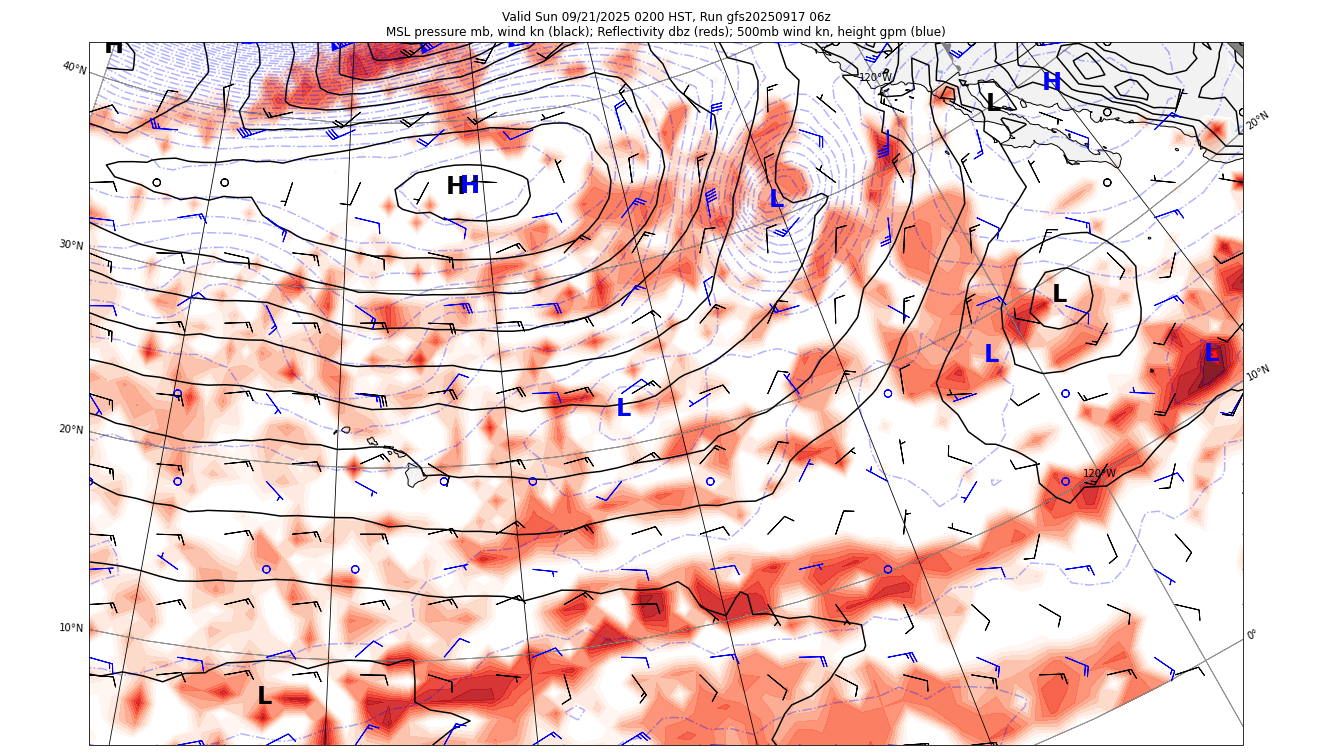 Valid Sun 09/21/2025 0200 HST, Run gfs20250917 06z
MSL pressure mb, wind kn (black); Reflectivity dbz (reds); 500mb wind kn, height gpm (blue)
H
40°N
120°W
H
L
20°N
H H
L
30°N
L
L
L
10°N
L
20°N
120°W
10°N
0°
L